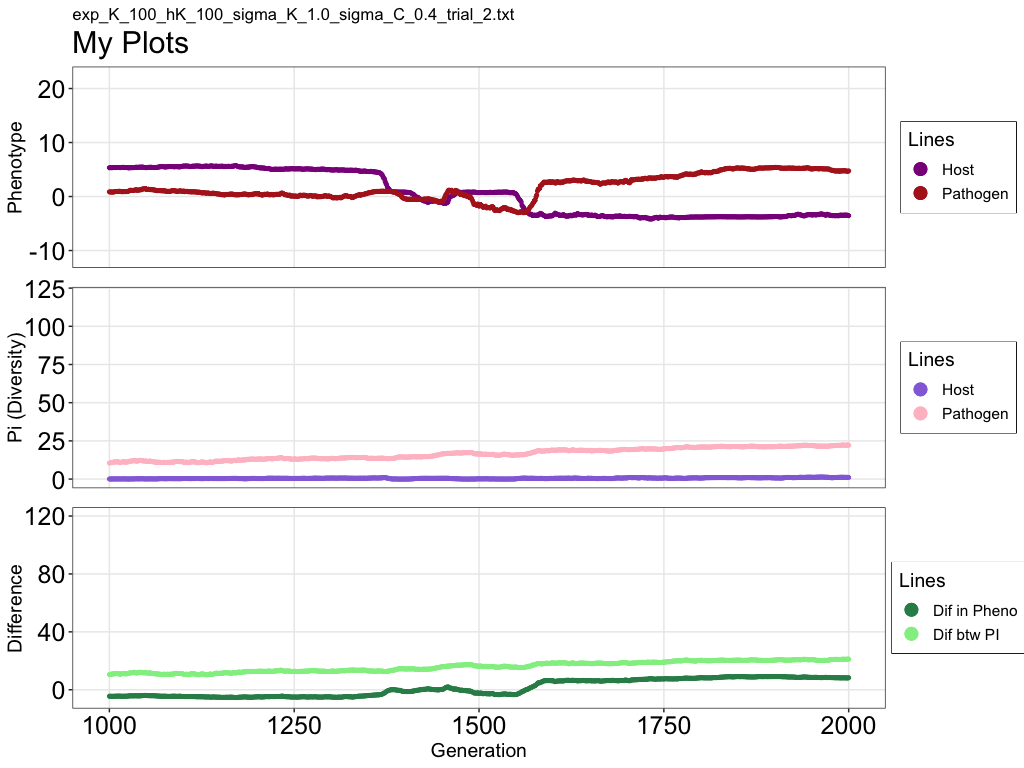 exp_K_100_hK_100_sigma_K_1.0_sigma_C_0.4_trial_2.txt
My Plots
Phenotype
20
10
0
-10
Lines
Host
Pathogen
Pi (Diversity)
125
100
75
50
25
0
Lines
Host
Pathogen
Difference
120
80
40
0
Lines
Dif in Pheno
Dif btw PI
1000 1250 1500 1750 2000
Generation